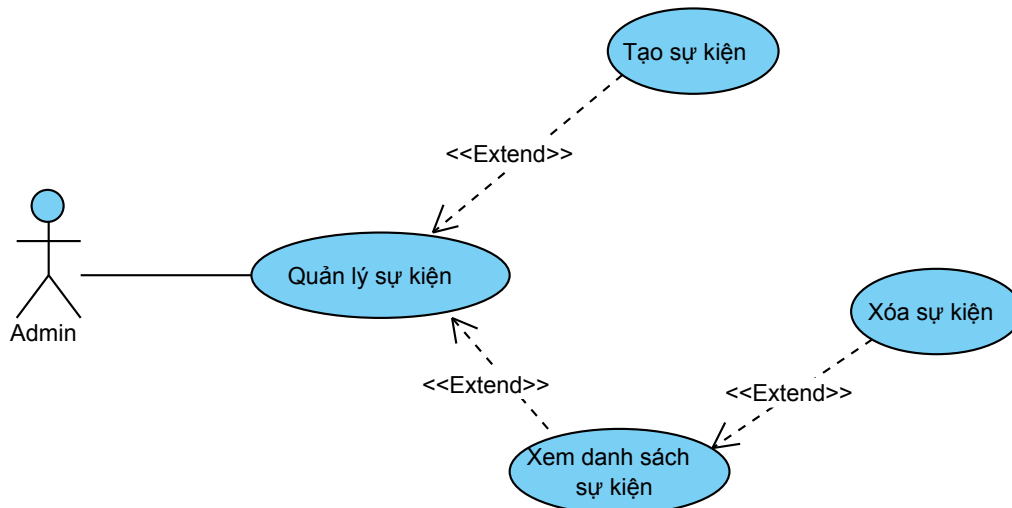 Tạo sự kiện
<<Extend>>
Quản lý sự kiện
Xóa sự kiện
Admin
<<Extend>>
<<Extend>>
Xem danh sách
sự kiện